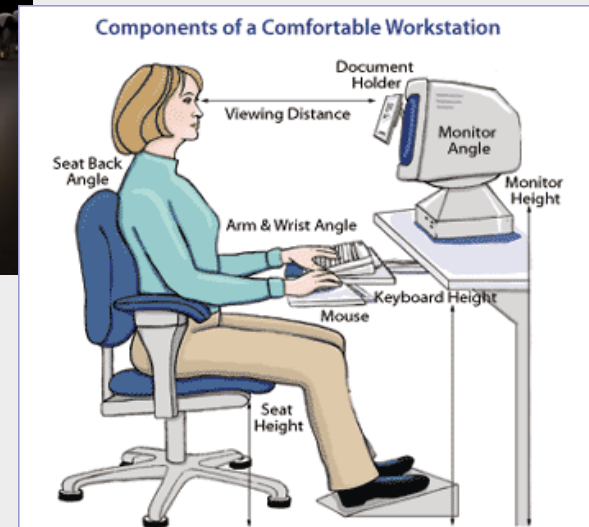 Components of a Comfortable Workstation
Document
Holder
Viewing Distance
Monitor
Angle
Seat Back
Angle
Monitor
Height
Arm & Wrist Angle
Keyboard Height
Mouse
Seat
Height